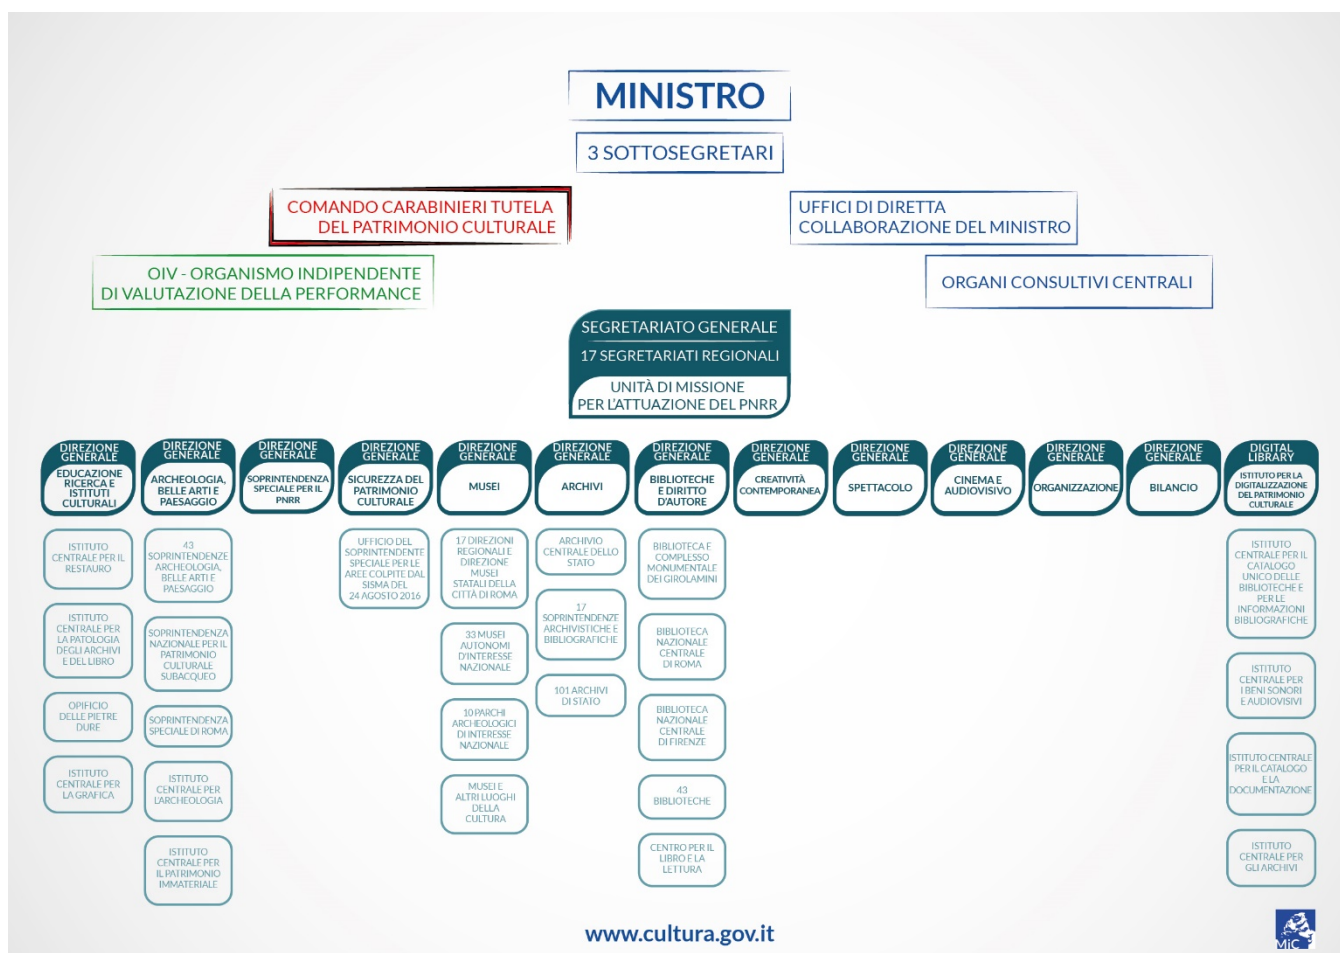 MINISTRO
3 SOTTOSEGRETARI
COMANDO CARABINIERI TUTELA
DEL PATRIMONIO CULTURALE
UFFICI DI DIRETTA
COLLABORAZIONE DEL MINISTRO
OIV - ORGANISMO INDIPENDENTE
DI VALUTAZIONE DELLA PERFORMANCE
ORGANI CONSULTIVI CENTRALI
SEGRETARIATO GENERALE
17 SEGRETARIATI REGIONALI
UNITÀ DI MISSIONE
PER L'ATTUAZIONE DEL PNRR
DIREZIONE
GENERALE
EDUCAZIONE
RICERCA E
ISTITUTI
CULTURALI
ISTITUTO
CENTRALE PER IL
RESTAURO
ISTITUTO
CENTRALE PER
LA PATOLOGIA
DEGLI ARCHIVI
E DEL LIBRO
OPIFICIO
DELLE PIETRE
DURE
ISTITUTO
CENTRALE PER
LA GRAFICA
DIREZIONE
GENERALE
ARCHEOLOGIA,
BELLE ARTI E
PAESAGGIO
43
SOPRINTENDENZE
ARCHEOLOGIA,
BELLE ARTI E
PAESAGGIO
SOPRINTENDENZA
NAZIONALE PER IL
PATRIMONIO
CULTURALE
SUBACQUEO
SOPRINTENDENZA
SPECIALE DI ROMA
ISTITUTO
CENTRALE PER
L'ARCHEOLOGIA
ISTITUTO
CENTRALE PER
IL PATRIMONIO
IMMATERIALE
DIREZIONE
GENERALE
SOPRINTENDENZA
SPECIALE PER IL
PNRR
DIREZIONE
GENERALE
SICUREZZA DEL
PATRIMONIO
CULTURALE
UFFICIO DEL
SOPRINTENDENTE
SPECIALE PER LE
AREE COLPITE DAL
SISMA DEL
24 AGOSTO 2016
DIREZIONE
GENERALE
MUSEI
17 DIREZIONI
REGIONALI E
DIREZIONE
MUSEI
STATALI DELLA
CITTÀ DI ROMA
33 MUSEI
AUTONOMI
D'INTERESSE
NAZIONALE
10 PARCHI
ARCHEOLOGICI
DI INTERESSE
NAZIONALE
MUSEI E
ALTRI LUOGHI
DELLA
CULTURA
DIREZIONE
GENERALE
ARCHIVI
ARCHIVIO
CENTRALE DELLO
STATO
17
SOPRINTENDENZE
ARCHIVISTICHE E
BIBLIOGRAFICHE
101 ARCHIVI
DI STATO
DIREZIONE
GENERALE
BIBLIOTECHE
E DIRITTO
D'AUTORE
BIBLIOTECA E
COMPLESSO
MONUMENTALE
DEI GIROLAMINI
BIBLIOTECA
NAZIONALE
CENTRALE
DI ROMA
BIBLIOTECA
NAZIONALE
CENTRALE
DI FIRENZE
43
BIBLIOTECHE
CENTRO PER IL
LIBRO E LA
LETTURA
DIREZIONE
GENERALE
CREATIVITÀ
CONTEMPORANEA
DIREZIONE
GENERALE
SPETTACOLO
DIREZIONE
GENERALE
CINEMA E
AUDIOVISIVO
DIREZIONE
GENERALE
ORGANIZZAZIONE
DIREZIONE
GENERALE
BILANCIO
DIGITAL
LIBRARY
ISTITUTO PER LA
DIGITALIZZAZIONE
DEL PATRIMONIO
CULTURALE
ISTITUTO
CENTRALE PER IL
CATALOGO
UNICO DELLE
BIBLIOTECHE E
PER LE
INFORMAZIONI
BIBLIOGRAFICHE
ISTITUTO
CENTRALE PER
I BENI SONORI
E AUDIOVISIVI
ISTITUTO CENTRALE
PER IL CATALOGO
E LA
DOCUMENTAZIONE
ISTITUTO
CENTRALE PER
GLI ARCHIVI
www.cultura.gov.it
MiC